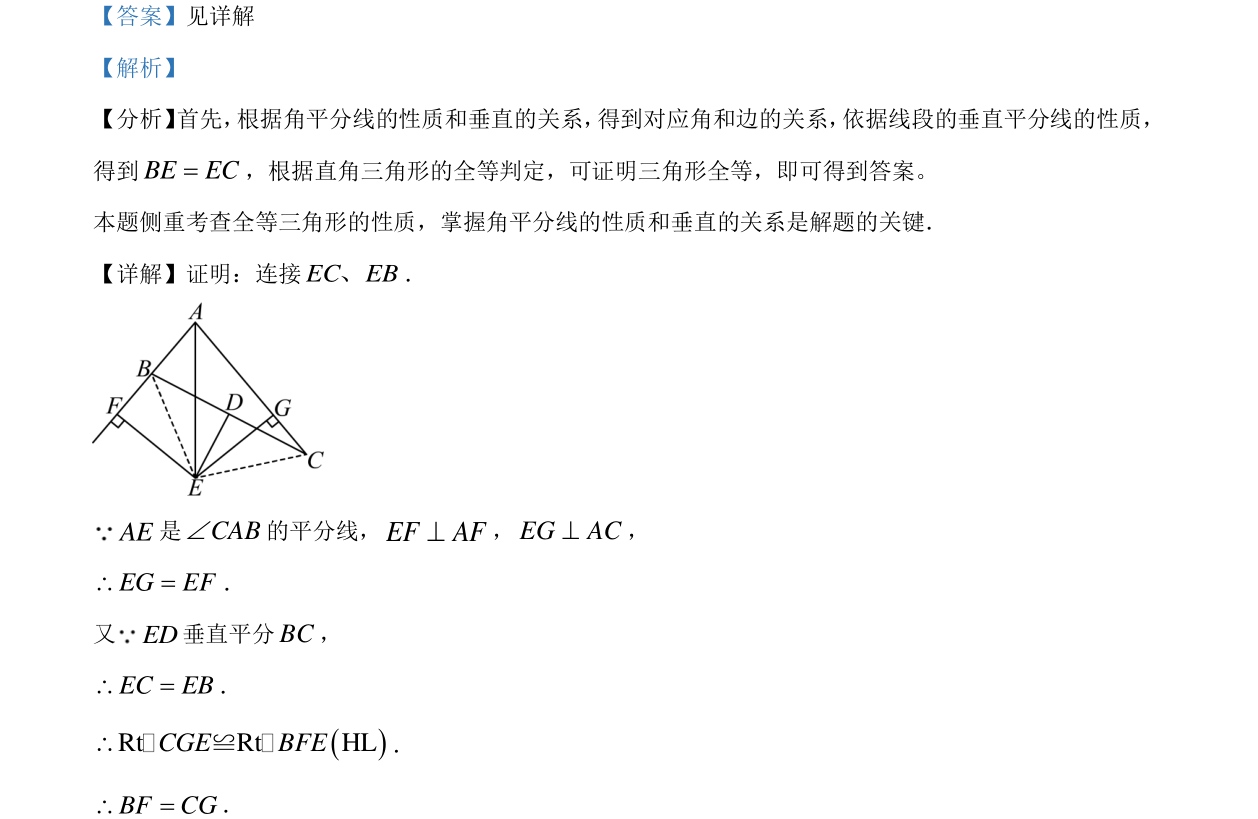 【答案】见详解
【解析】
【分析】首先，根据角平分线的性质和垂直的关系，得到对应角和边的关系，依据线段的垂直平分线的性质，
得到 BE = EC，根据直角三角形的全等判定，可证明三角形全等，即可得到答案。
本题侧重考查全等三角形的性质，掌握角平分线的性质和垂直的关系是解题的关键．
【详解】证明：连接 EC、EB．
A
B
F
D
G
C
E
∵ AE 是∠CAB 的平分线， EF ⊥ AF ， EG ⊥ AC ，
∴ EG = EF ．
又∵ ED 垂直平分 BC ，
∴ EC = EB ．
∴ Rt□CGE≌Rt□BFE(HL)．
∴ BF = CG ．